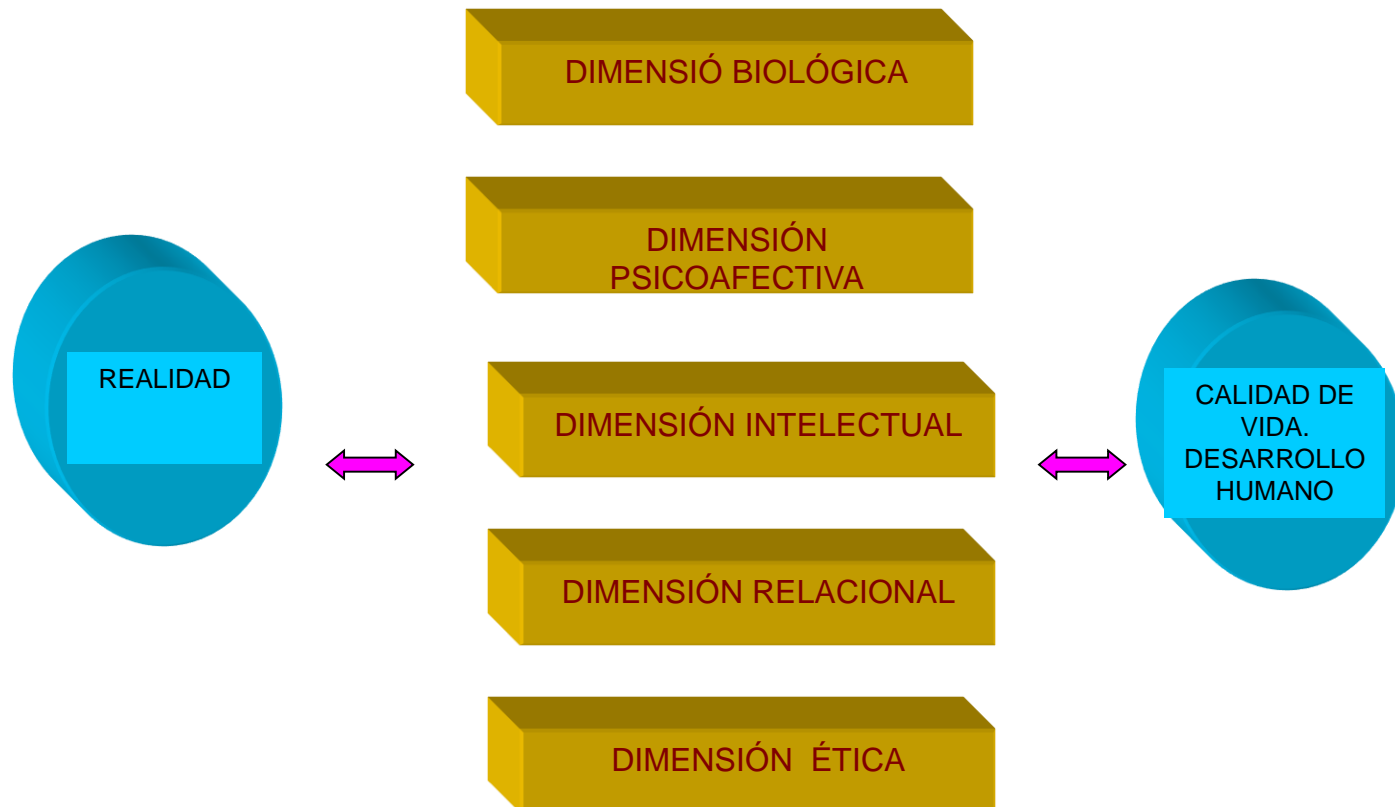 DIMENSIÓ BIOLÓGICA
DIMENSIÓN
PSICOAFECTIVA
REALIDAD
DIMENSIÓN INTELECTUAL
CALIDAD DE
VIDA.
DESARROLLO
HUMANO
DIMENSIÓN RELACIONAL
DIMENSIÓN ÉTICA